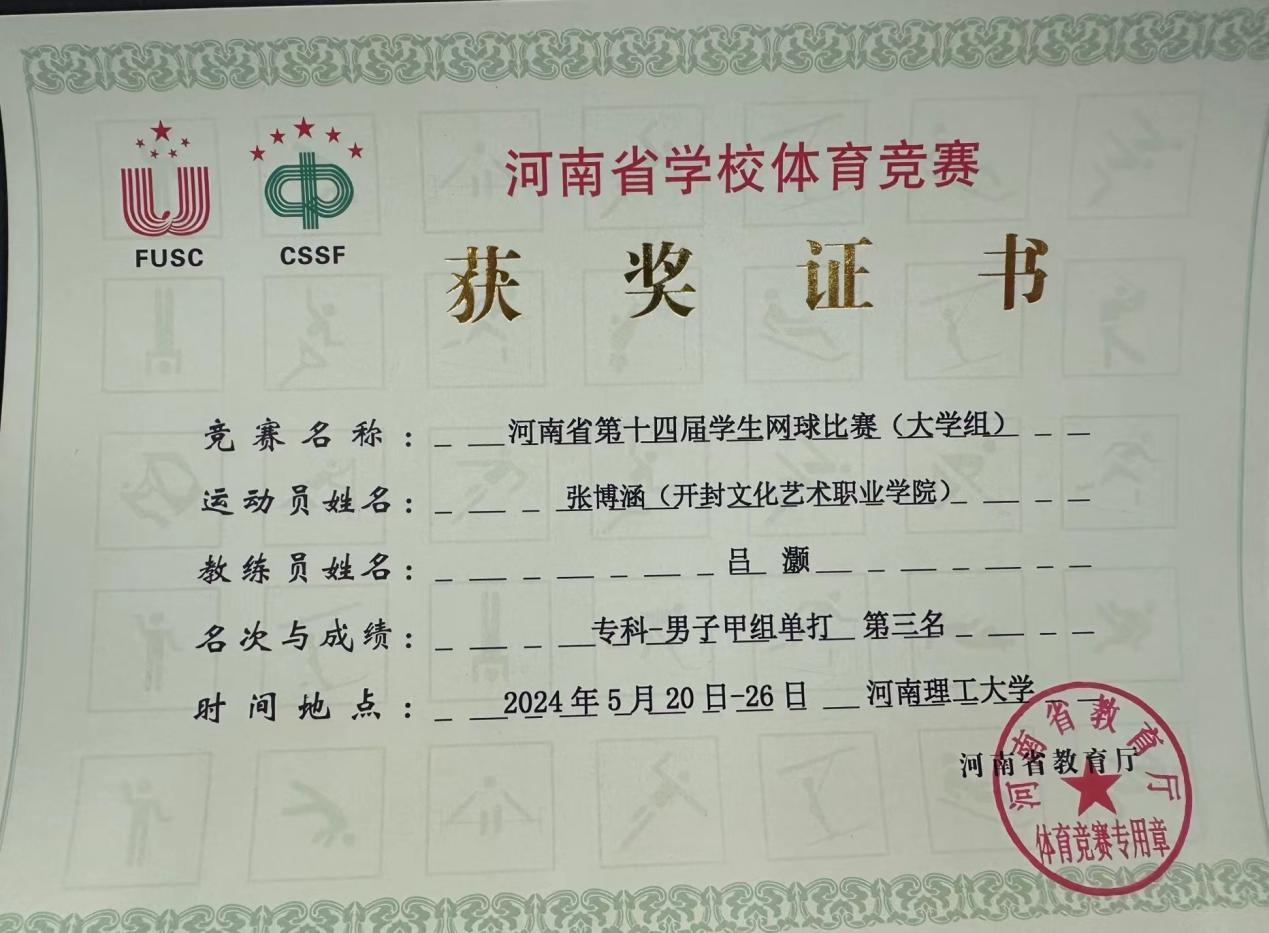 FUSC
CSSF
河南省学校体育竞赛
获奖证书
竞赛名称：河南省第十四届学生网球比赛（大学组）
运动员姓名：张博涵（开封文化艺术职业学院）
教练员姓名：吕 灏
名次与成绩：专科-男子甲组单打 第三名
时间地点：2024年5月20日-26日 河南理工大学
河南省教育厅
河南省教育厅
体育竞赛专用章